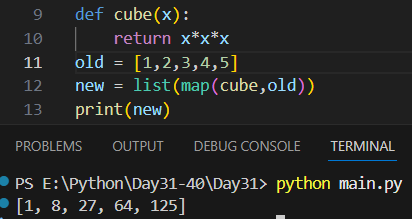 9 def cube(x):
10 return x*x*x
11 old = [1,2,3,4,5]
12 new = list(map(cube,old))
13 print(new)
PROBLEMS OUTPUT DEBUG CONSOLE TERMINAL
PS E:\Python\Day31-40\Day31> python main.py
[1, 8, 27, 64, 125]